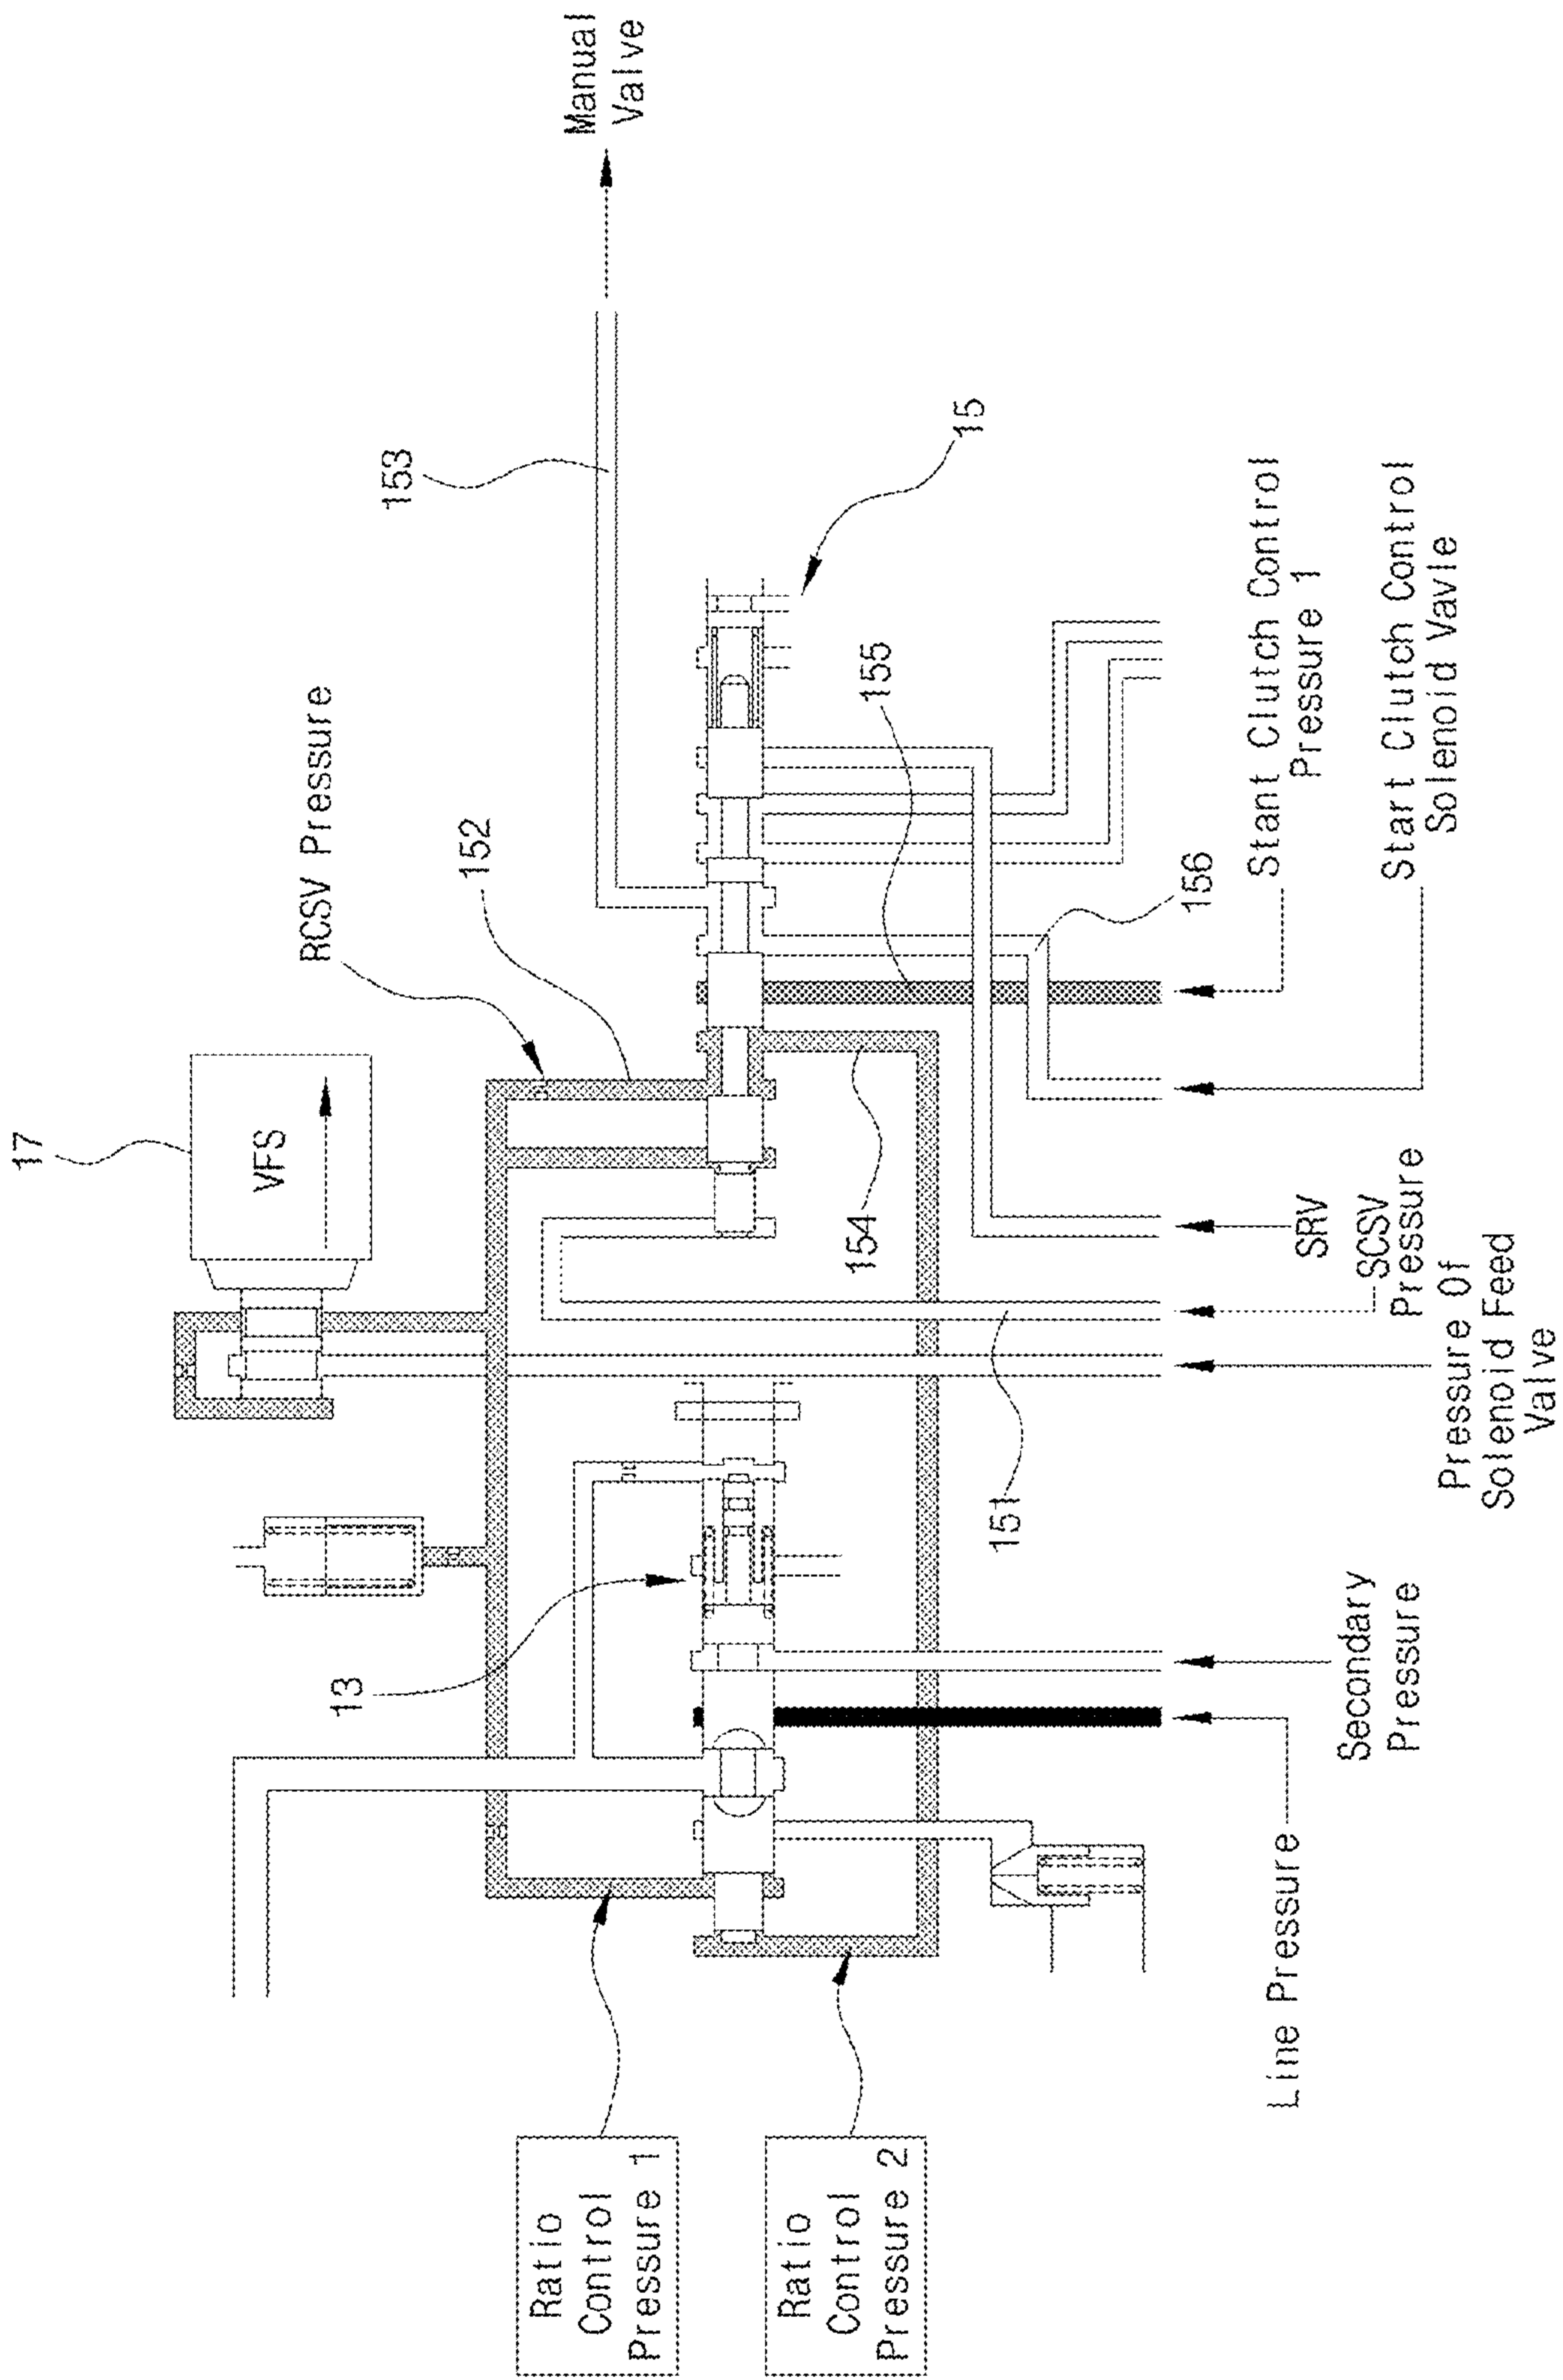 17
VFS
RCSV Pressure
152
153
Manual
Valve
15
155
156
154
151
13
Ratio
Control
Pressure 1
Ratio
Control
Pressure 2
Line Pressure
Secondary
Pressure
Pressure Of
Solenoid Feed
Valve
SCSV
Pressure
SRV
Start Clutch Control
Solenoid Vavle
Stant Clutch Control
Pressure 1